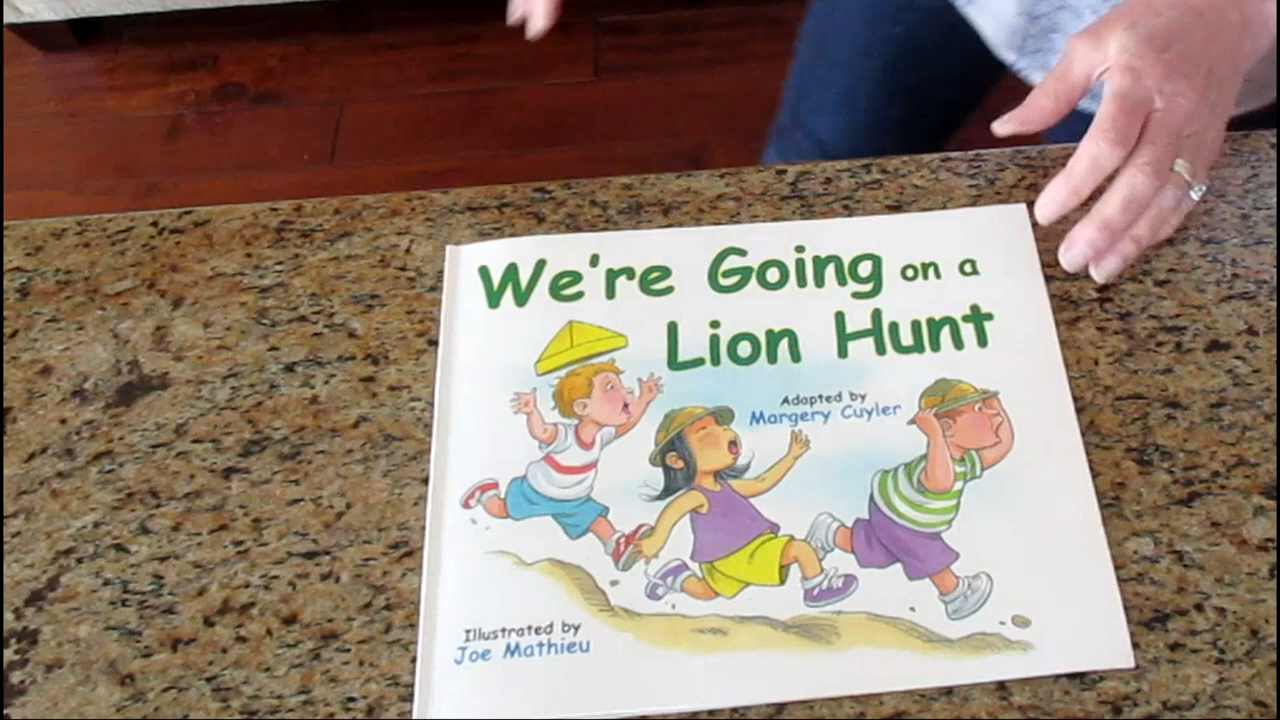 We're Going on a
Lion Hunt
Adapted by
Margery Cuyler
Illustrated by
Joe Mathieu